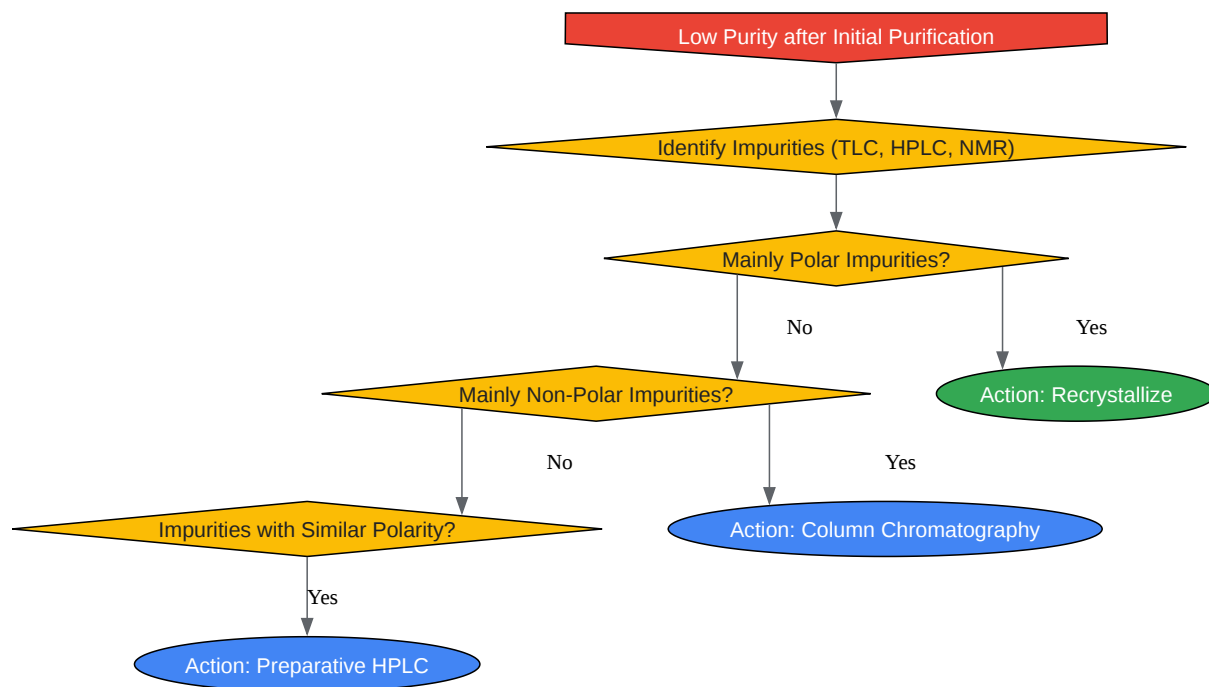 Low Purity after Initial Purification
Identify Impurities (TLC, HPLC, NMR)
Mainly Polar Impurities?
No
Yes
Mainly Non-Polar Impurities?
Action: Recrystallize
No
Yes
Impurities with Similar Polarity?
Action: Column Chromatography
Yes
Action: Preparative HPLC